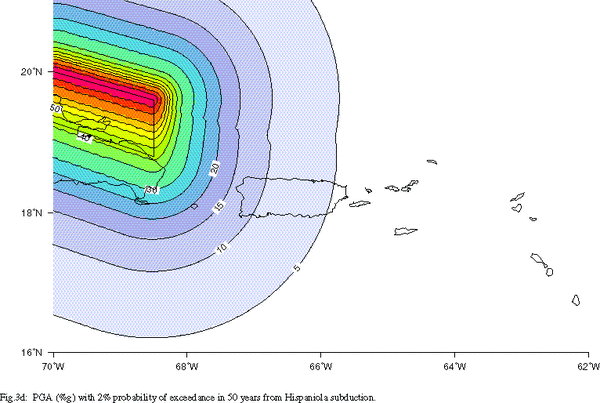 20°N
50
40
30
20
18°N
15
10
5
16°N
70°W 68°W 66°W 64°W 62°W
Fig.3d: PGA (%g) with 2% probability of exceedance in 50 years from Hispaniola subduction.